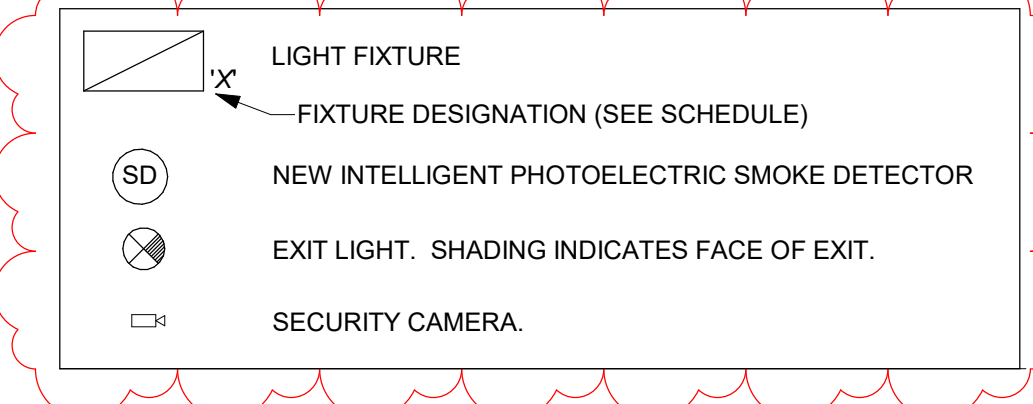 LIGHT FIXTURE
'X'
FIXTURE DESIGNATION (SEE SCHEDULE)
SD NEW INTELLIGENT PHOTOELECTRIC SMOKE DETECTOR
EXIT LIGHT. SHADING INDICATES FACE OF EXIT.
SECURITY CAMERA.